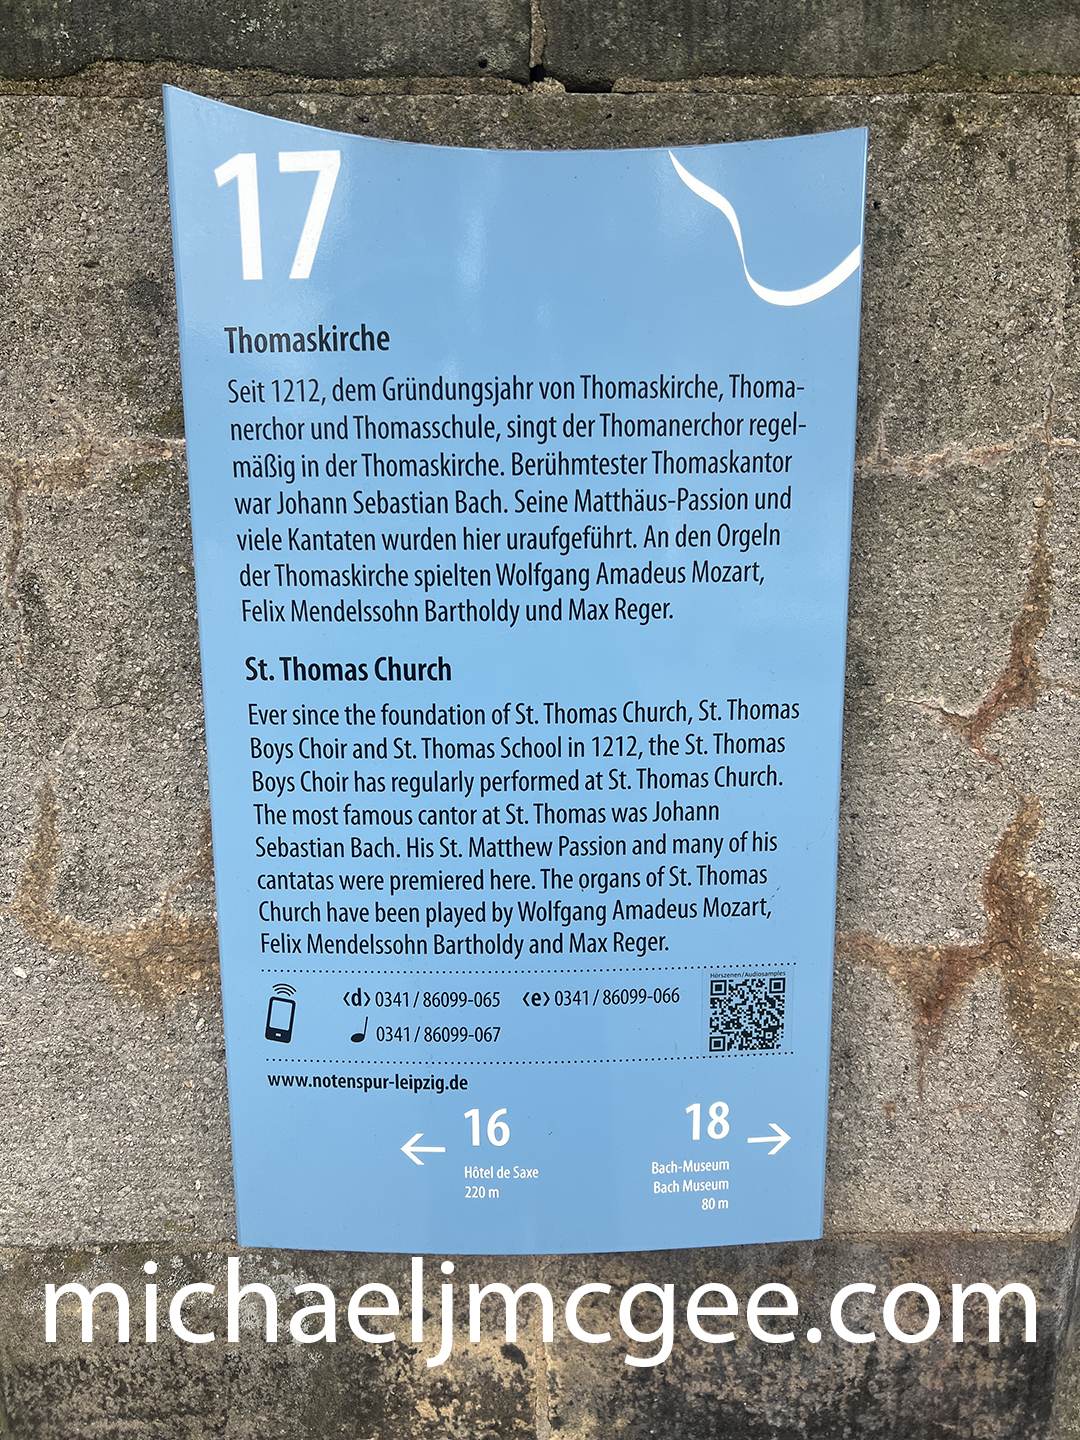 17
Thomaskirche
Seit 1212, dem Gründungsjahr von Thomaskirche, Thoma-
nerchor und Thomasschule, singt der Thomanerchor regel-
mäßig in der Thomaskirche. Berühmtester Thomaskantor
war Johann Sebastian Bach. Seine Matthäus-Passion und
viele Kantaten wurden hier uraufgeführt. An den Orgeln
der Thomaskirche spielten Wolfgang Amadeus Mozart,
Felix Mendelssohn Bartholdy und Max Reger.
St. Thomas Church
Ever since the foundation of St. Thomas Church, St. Thomas
Boys Choir and St. Thomas School in 1212, the St. Thomas
Boys Choir has regularly performed at St. Thomas Church.
The most famous cantor at St. Thomas was Johann
Sebastian Bach. His St. Matthew Passion and many of his
cantatas were premiered here. The organs of St. Thomas
Church have been played by Wolfgang Amadeus Mozart,
Felix Mendelssohn Bartholdy and Max Reger.
Hörszenen/Audiosamples
‹d› 0341/86099-065 ‹e› 0341/86099-066
0341/86099-067
www.notenspur-leipzig.de
← 16
Hôtel de Saxe
220 m
18 →
Bach-Museum
Bach Museum
80 m
michaeljmcgee.com